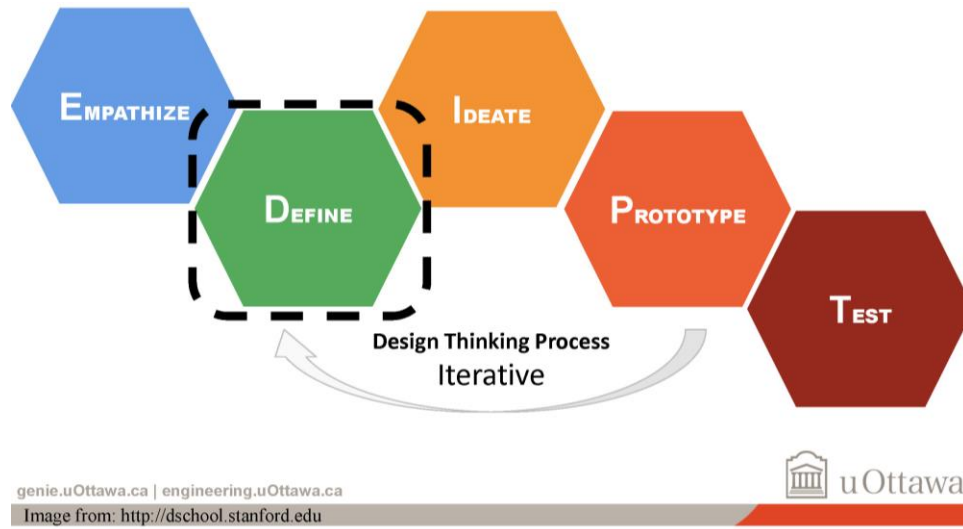 EMPATHIZE
IDEATE
DEFINE
PROTOTYPE
TEST
Design Thinking Process
Iterative
genie.uOttawa.ca | engineering.uOttawa.ca
uOttawa
Image from: http://dschool.stanford.edu